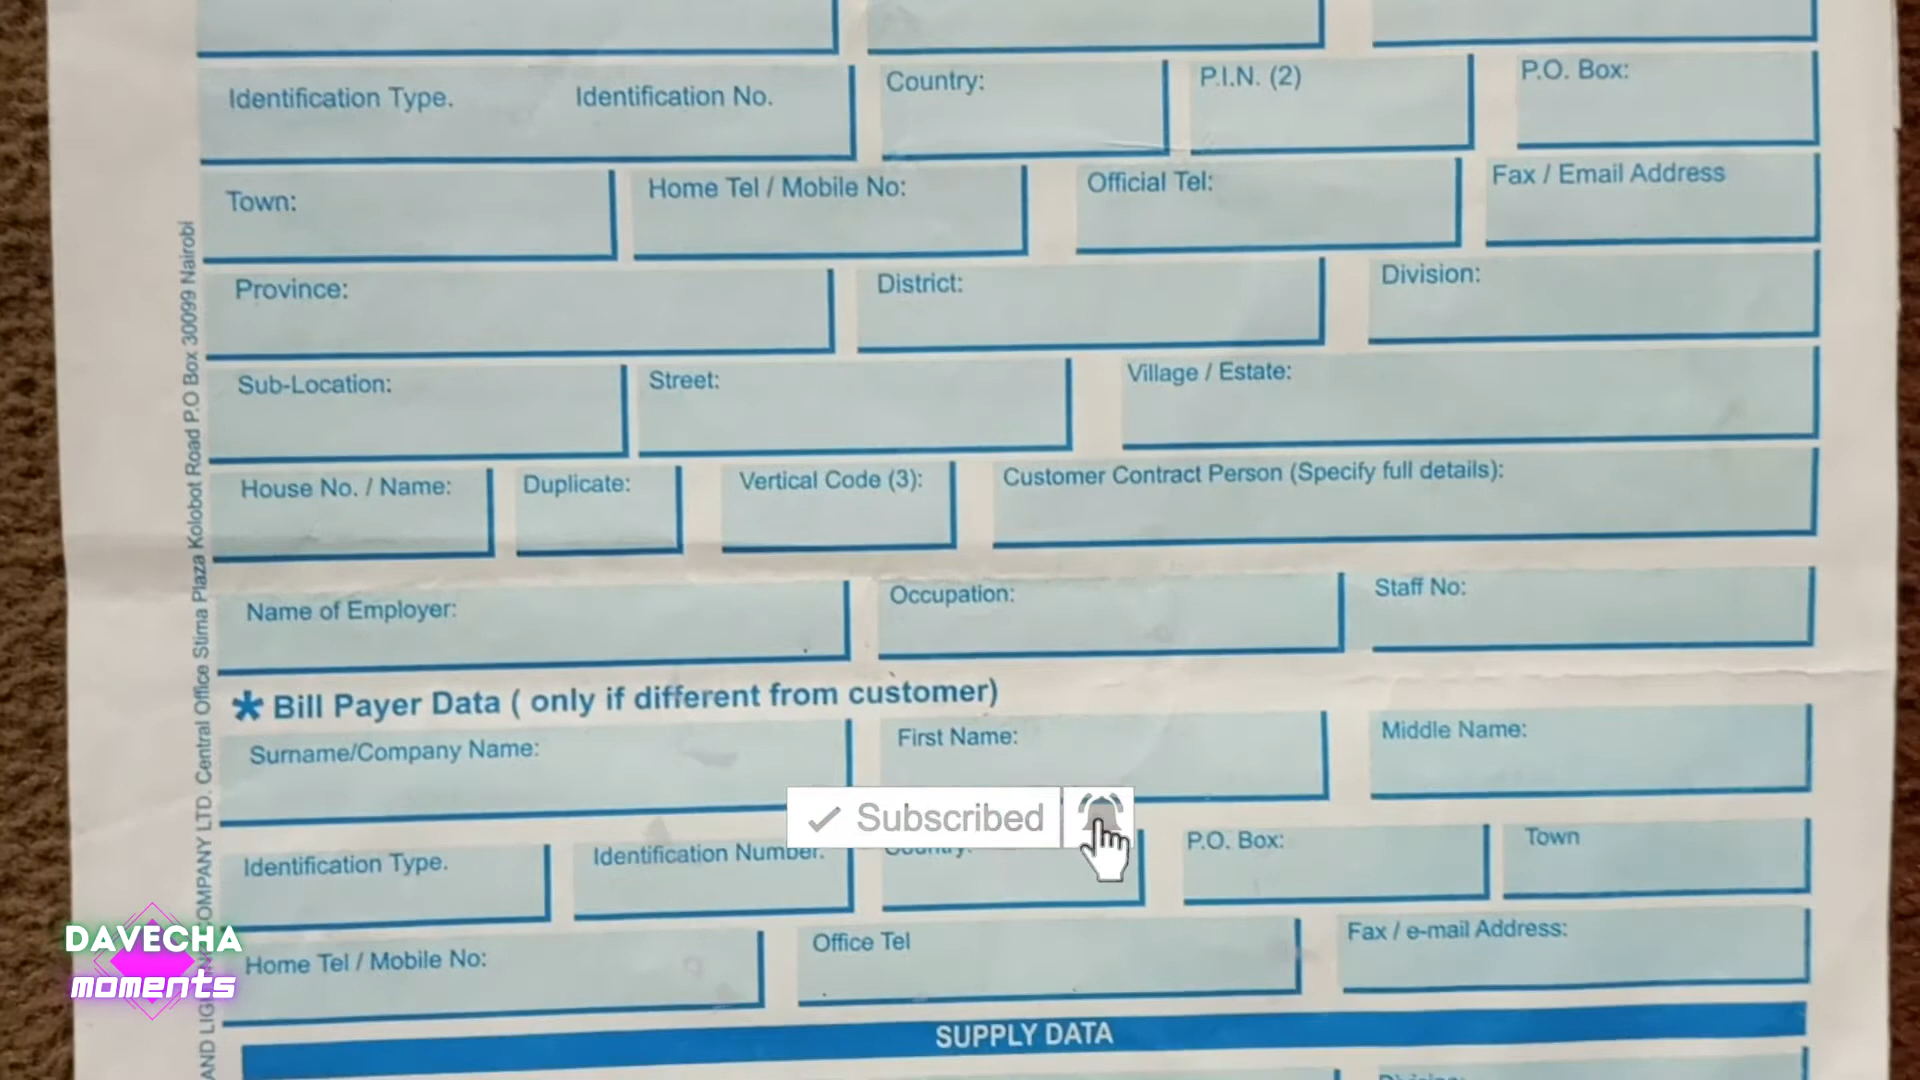 Identification Type. Identification No. Country: P.I.N. (2) P.O. Box:
Town: Home Tel / Mobile No: Official Tel: Fax / Email Address
Province: District: Division:
Sub-Location: Street: Village / Estate:
House No. / Name: Duplicate: Vertical Code (3): Customer Contract Person (Specify full details):
Name of Employer: Occupation: Staff No:
* Bill Payer Data ( only if different from customer)
Surname/Company Name: First Name: Middle Name:
Subscribed
Identification Type. Identification Number. Country: P.O. Box: Town
Home Tel / Mobile No: Office Tel Fax / e-mail Address:
SUPPLY DATA
AND COMPANY LTD. Central Office Stima Plaza Kolobot Road P.O Box 30099 Nairobi
DAVECHA
moments